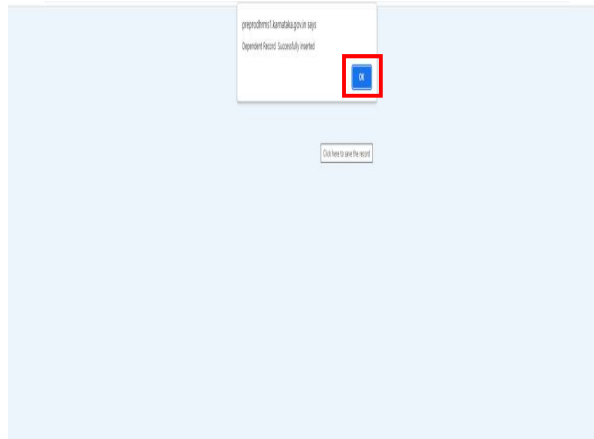 preprodhrms1.karnataka.gov.in says
Dependent Record Successfully inserted
OK
Click here to save the record